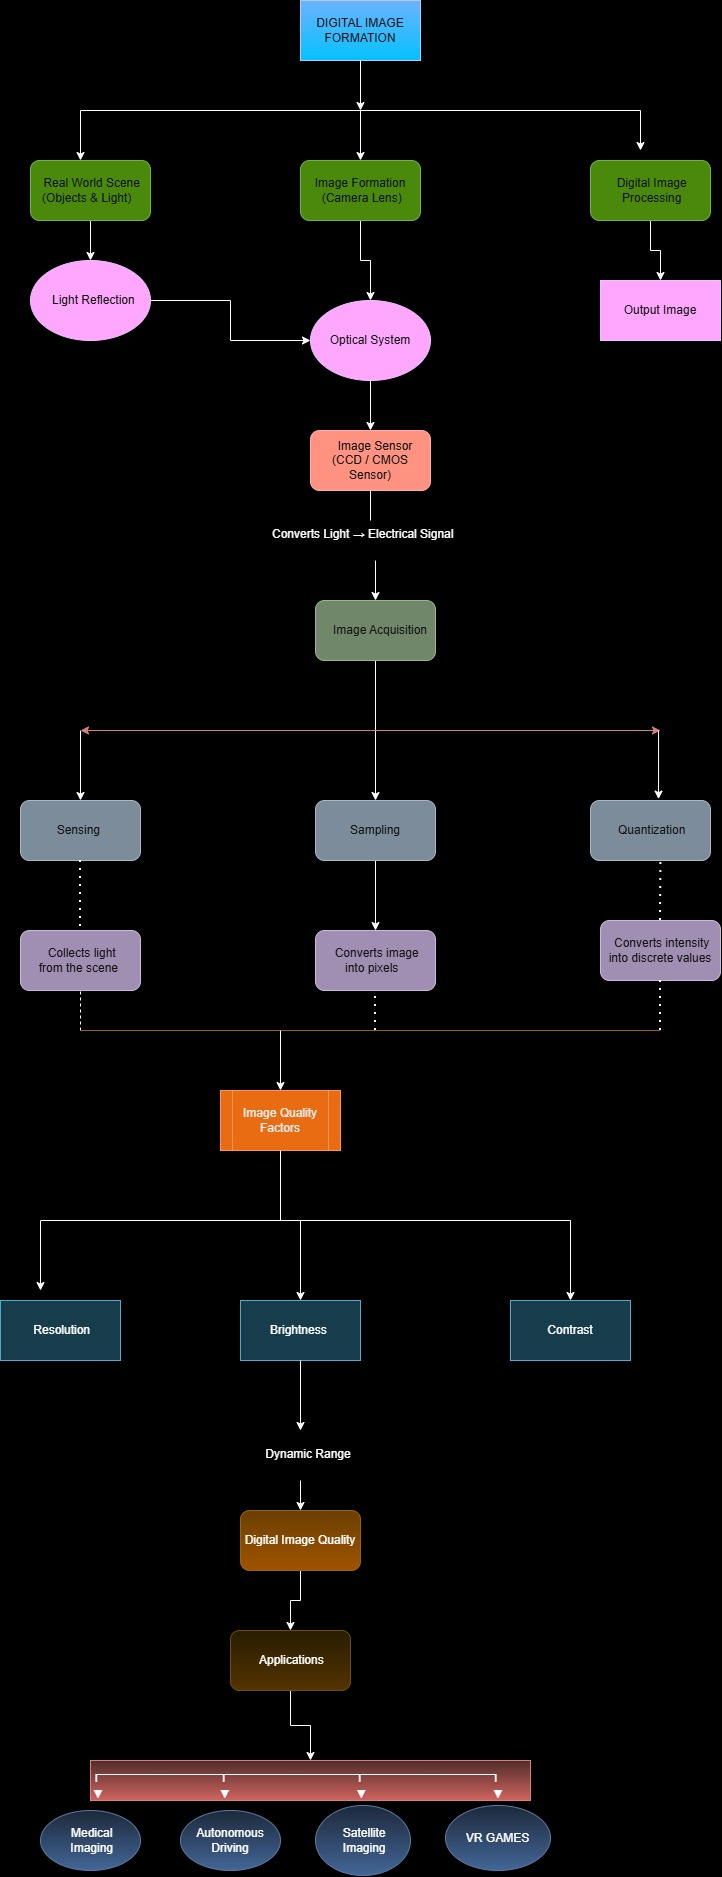 DIGITAL IMAGE
FORMATION
Real World Scene
(Objects & Light)
Image Formation
(Camera Lens)
Digital Image
Processing
Light Reflection
Output Image
Optical System
Image Sensor
(CCD / CMOS
Sensor)
Converts Light → Electrical Signal
Image Acquisition
Sensing
Sampling
Quantization
Collects light
from the scene
Converts image
into pixels
Converts intensity
into discrete values
Image Quality
Factors
Resolution
Brightness
Contrast
Dynamic Range
Digital Image Quality
Applications
Medical
Imaging
Autonomous
Driving
Satellite
Imaging
VR GAMES